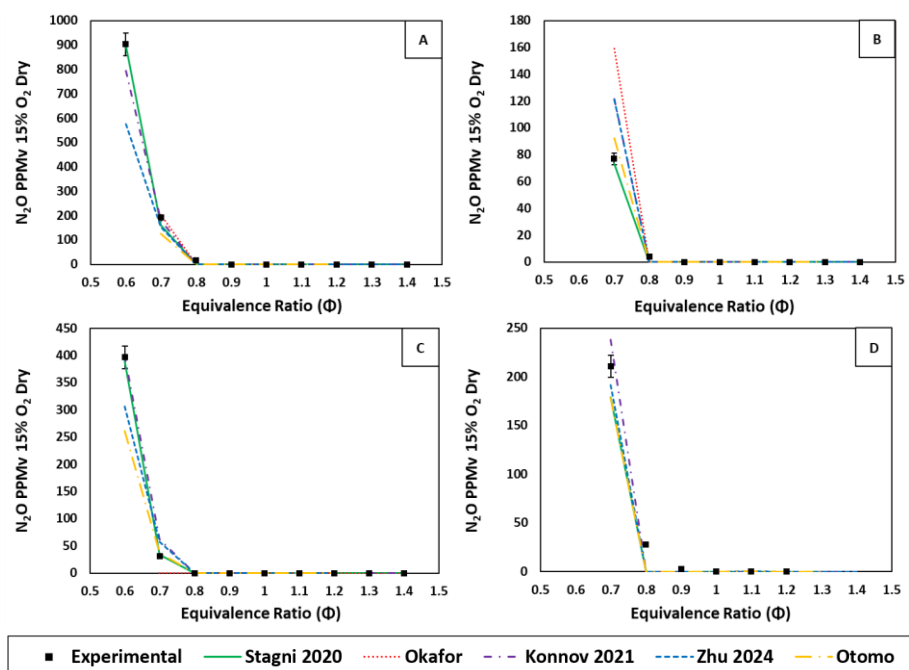 A
N₂O PPMv 15% O₂ Dry
1000
900
800
700
600
500
400
300
200
100
0
0.5 0.6 0.7 0.8 0.9 1 1.1 1.2 1.3 1.4 1.5
Equivalence Ratio (Φ)
B
N₂O PPMv 15% O₂ Dry
180
160
140
120
100
80
60
40
20
0
0.5 0.6 0.7 0.8 0.9 1 1.1 1.2 1.3 1.4 1.5
Equivalence Ratio (Φ)
C
N₂O PPMv 15% O₂ Dry
450
400
350
300
250
200
150
100
50
0
0.5 0.6 0.7 0.8 0.9 1 1.1 1.2 1.3 1.4 1.5
Equivalence Ratio (Φ)
D
N₂O PPMv 15% O₂ Dry
250
200
150
100
50
0
0.5 0.6 0.7 0.8 0.9 1 1.1 1.2 1.3 1.4 1.5
Equivalence Ratio (Φ)
Experimental Stagni 2020 Okafor Konnov 2021 Zhu 2024 Otomo